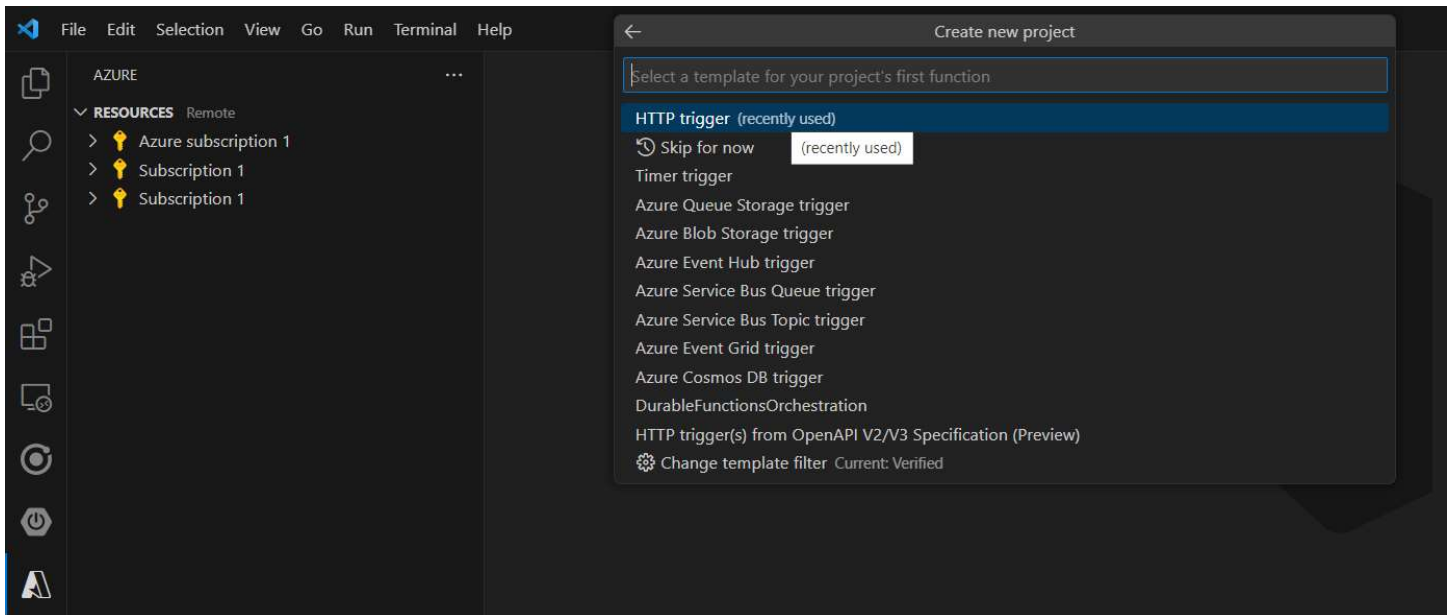 File Edit Selection View Go Run Terminal Help
AZURE
RESOURCES Remote
Azure subscription 1
Subscription 1
Subscription 1
Create new project
Select a template for your project's first function
HTTP trigger (recently used)
Skip for now
(recently used)
Timer trigger
Azure Queue Storage trigger
Azure Blob Storage trigger
Azure Event Hub trigger
Azure Service Bus Queue trigger
Azure Service Bus Topic trigger
Azure Event Grid trigger
Azure Cosmos DB trigger
DurableFunctionsOrchestration
HTTP trigger(s) from OpenAPI V2/V3 Specification (Preview)
Change template filter Current: Verified